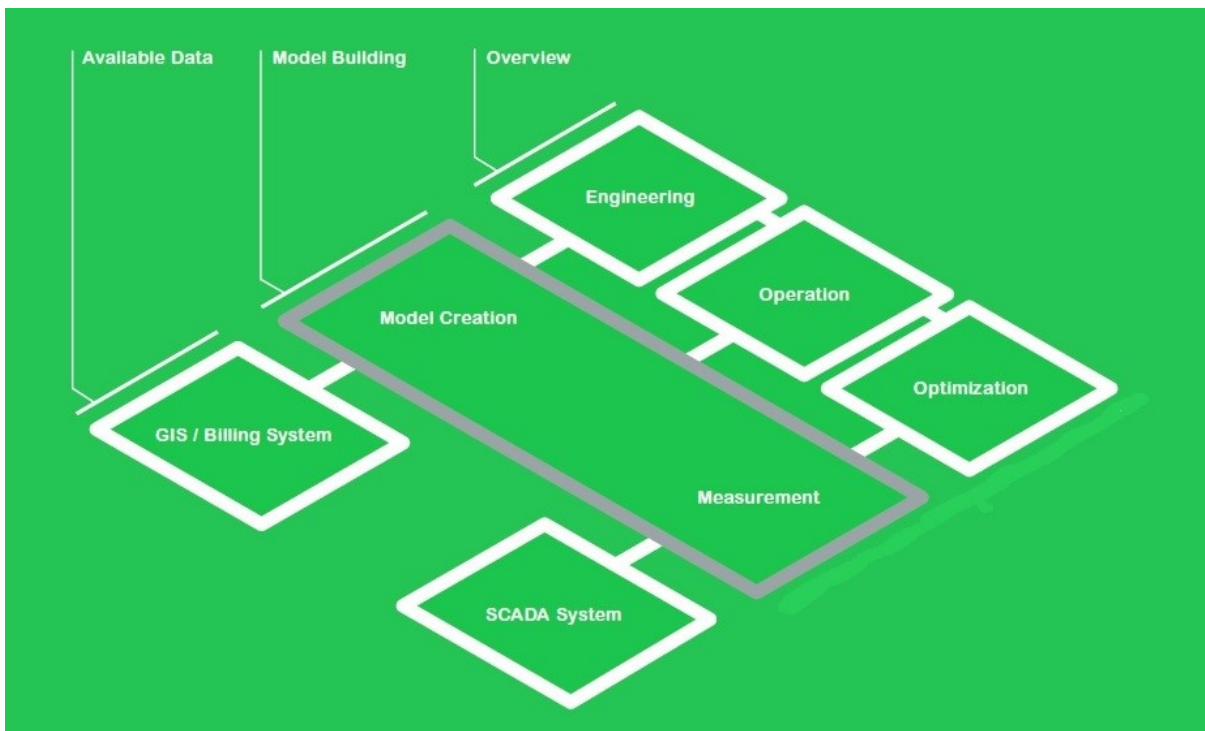 Available Data
Model Building
Overview
Engineering
Operation
Optimization
Model Creation
Measurement
GIS / Billing System
SCADA System